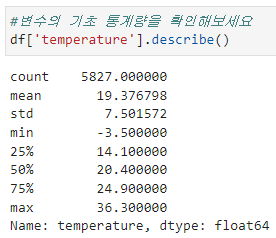 #변수의 기초 통계량을 확인해보세요
df['temperature'].describe()
count 5827.000000
mean 19.376798
std 7.501572
min -3.500000
25% 14.100000
50% 20.400000
75% 24.900000
max 36.300000
Name: temperature, dtype: float64